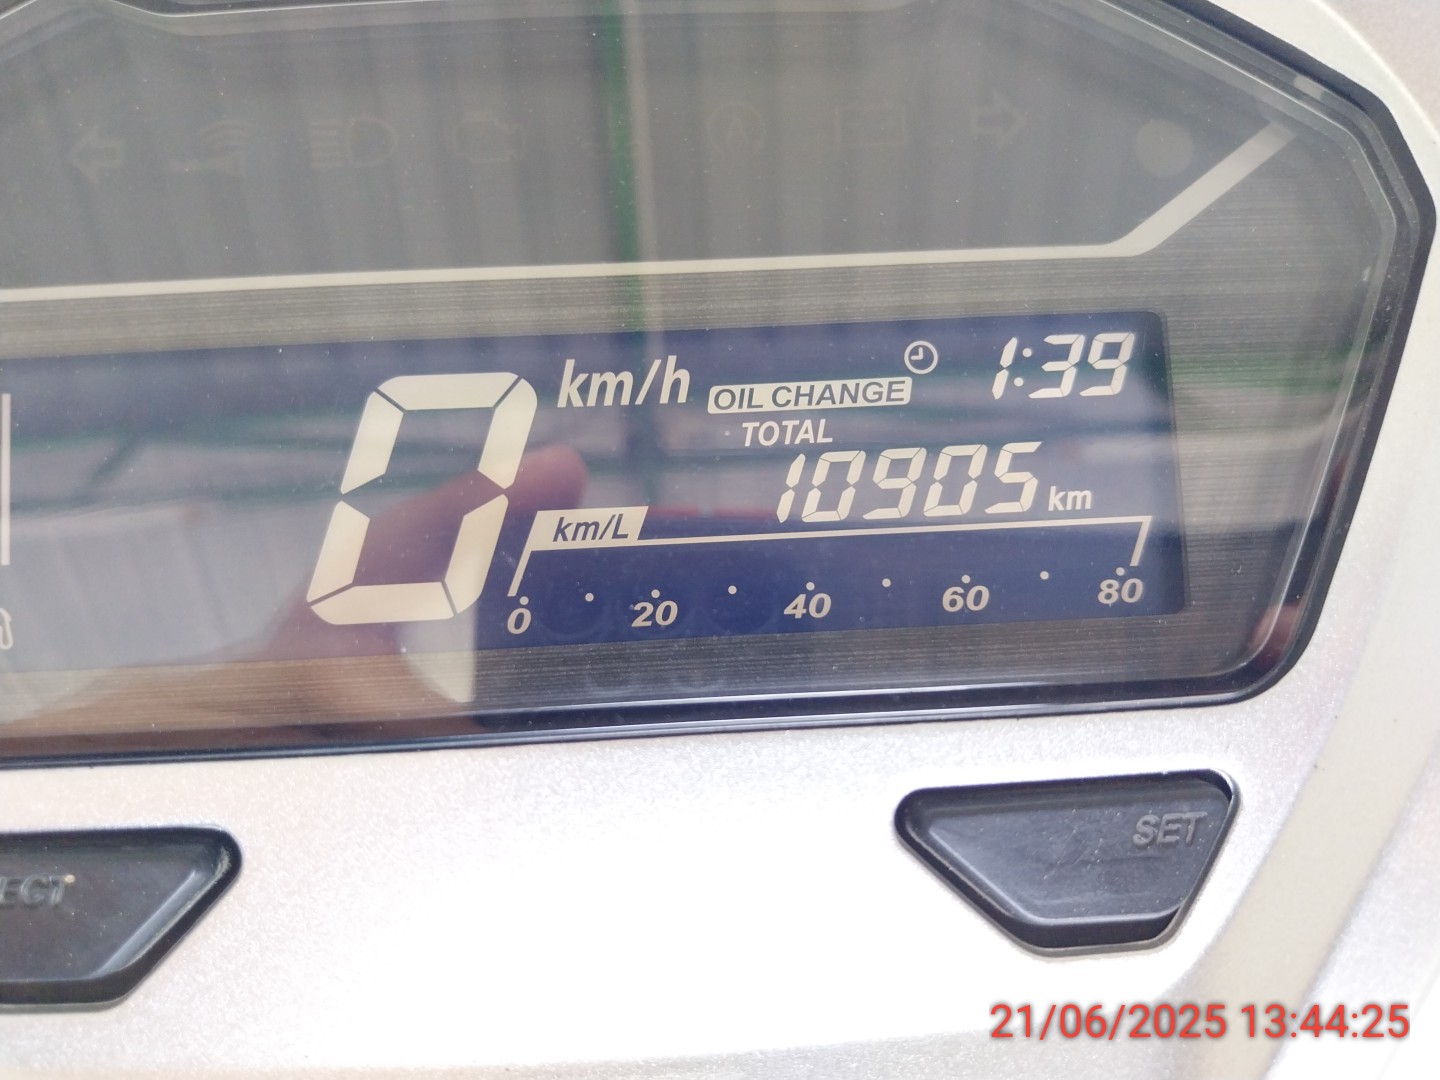 0 km/h
OIL CHANGE
1:39
TOTAL
10905 km
km/L
0 20 40 60 80
SET
ECT
21/06/2025 13:44:25